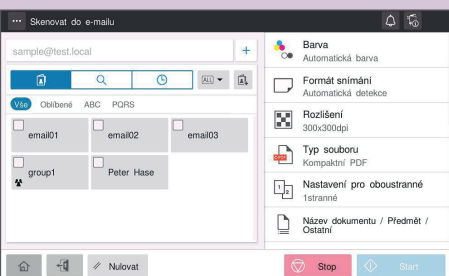 Skenovat do e-mailu
sample@test.local
+
ALL
Vše
Oblíbené
ABC
PQRS
email01
email02
email03
group1
Peter Hase
Barva
Automatická barva
Formát snímání
Automatická detekce
Rozlišení
300x300dpi
Typ souboru
Kompaktní PDF
Nastavení pro oboustranné
1stranné
Název dokumentu / Předmět /
Ostatní
Nulovat
Stop
Start